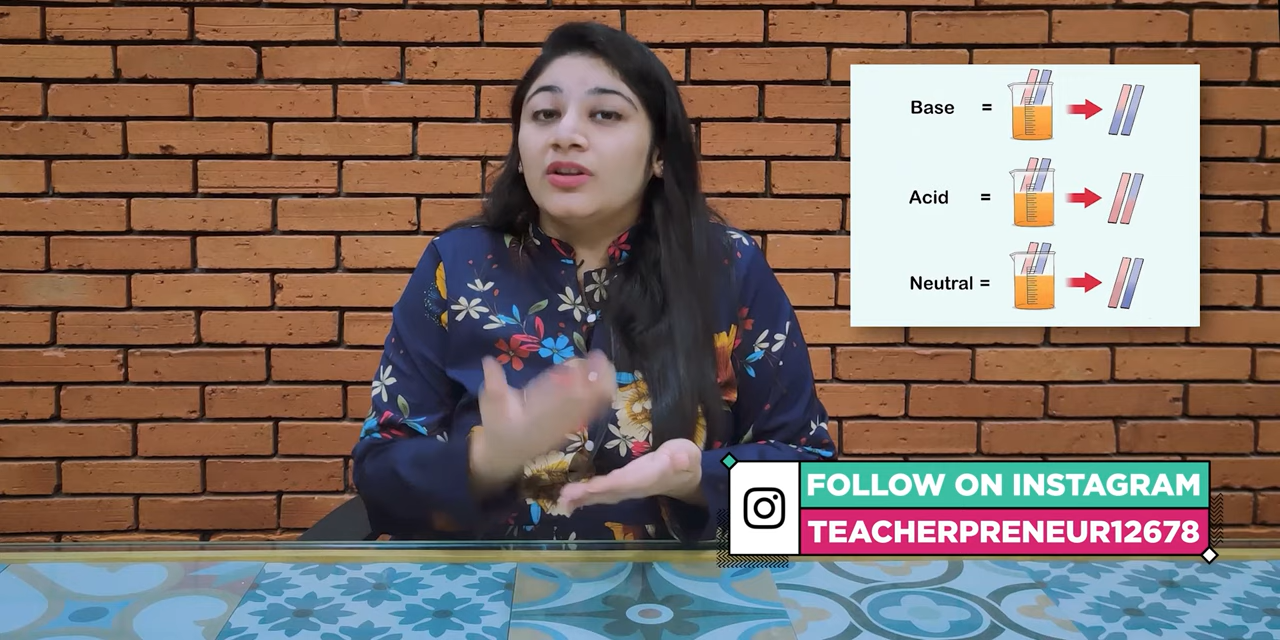 Base =
Acid =
Neutral =
FOLLOW ON INSTAGRAM
TEACHERPRENEUR12678